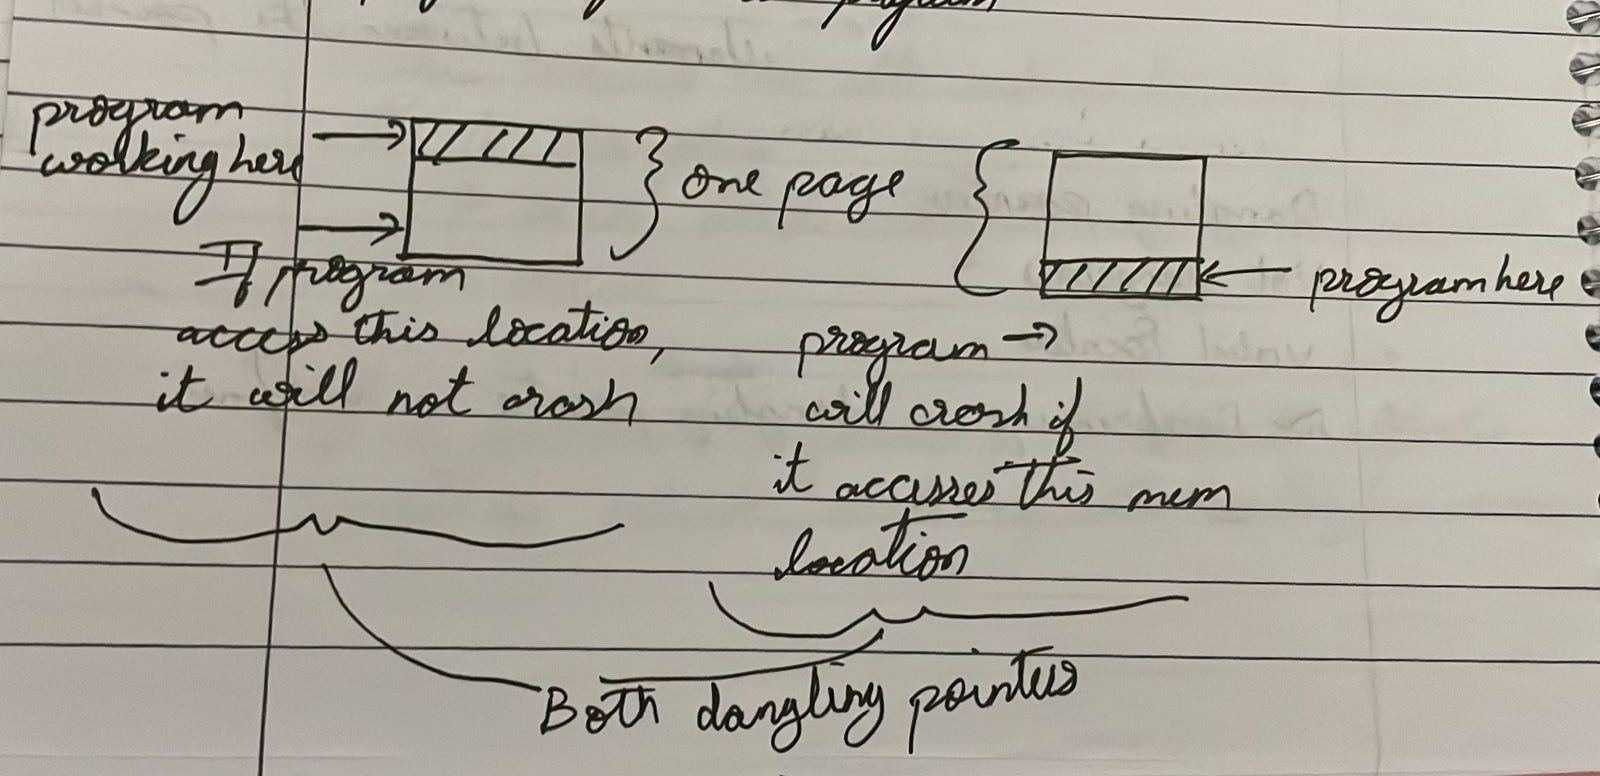 program
program
working here
one page
If program
access this location,
it will not crash
program here
program →
will crash if
it accesses this mem
location
Both dangling pointers